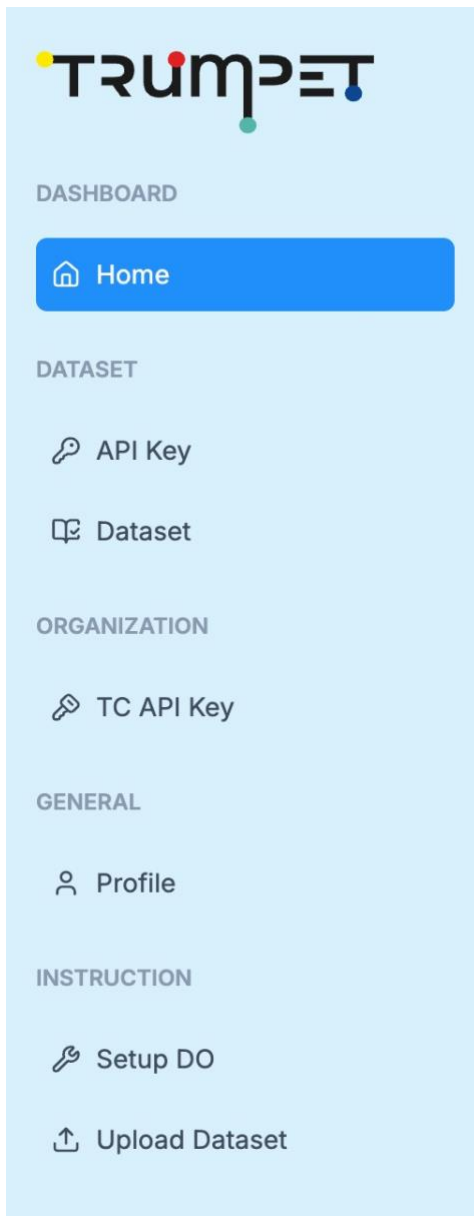 TRUMPET
DASHBOARD
Home
DATASET
API Key
Dataset
ORGANIZATION
TC API Key
GENERAL
Profile
INSTRUCTION
Setup DO
Upload Dataset